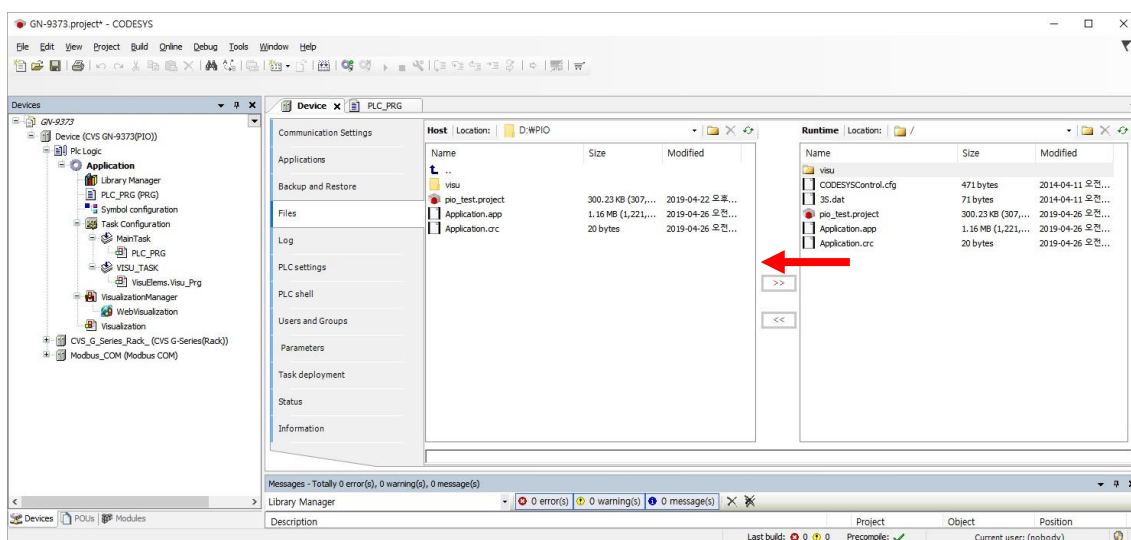 GN-9373.project* - CODESYS
File Edit View Project Build Online Debug Tools Window Help
Devices
GN-9373
Device (CVS GN-9373(PIO))
Plc Logic
Application
Library Manager
PLC_PRG (PRG)
Symbol configuration
Task Configuration
MainTask
PLC_PRG
VISU_TASK
VisuElems.Visu_Prg
VisualizationManager
WebVisualization
Visualization
CVS_G_Series_Rack_ (CVS G-Series(Rack))
Modbus_COM (Modbus COM)
Devices POUs Modules
Device PLC_PRG
Communication Settings
Applications
Backup and Restore
Files
Log
PLC settings
PLC shell
Users and Groups
Parameters
Task deployment
Status
Information
Host Location: D:\PIO
Name Size Modified
..
visu
pio_test.project 300.23 KB (307,... 2019-04-22 오후...
Application.app 1.16 MB (1,221,... 2019-04-26 오전...
Application.crc 20 bytes 2019-04-26 오전...
>>
<<
Runtime Location: /
Name Size Modified
visu
CODESYSControl.cfg 471 bytes 2014-04-11 오전...
3S.dat 71 bytes 2014-04-11 오전...
pio_test.project 300.23 KB (307,... 2019-04-26 오전...
Application.app 1.16 MB (1,221,... 2019-04-26 오전...
Application.crc 20 bytes 2019-04-26 오전...
Messages - Totally 0 error(s), 0 warning(s), 0 message(s)
Library Manager 0 error(s) 0 warning(s) 0 message(s)
Description Project Object Position
Last build: 0 0 Precompile: Current user: (nobody)